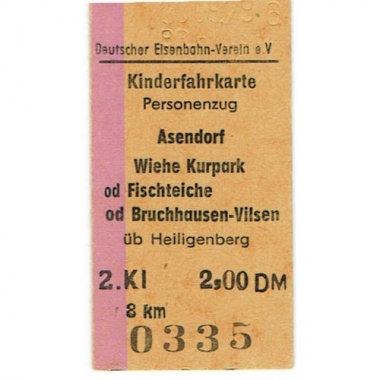 Deutscher Eisenbahn-Verein e.V
Kinderfahrkarte
Personenzug
Asendorf
Wiehe Kurpark
od Fischteiche
od Bruchhausen-Vilsen
üb Heiligenberg
2.Kl 2,00 DM
8 km
0335